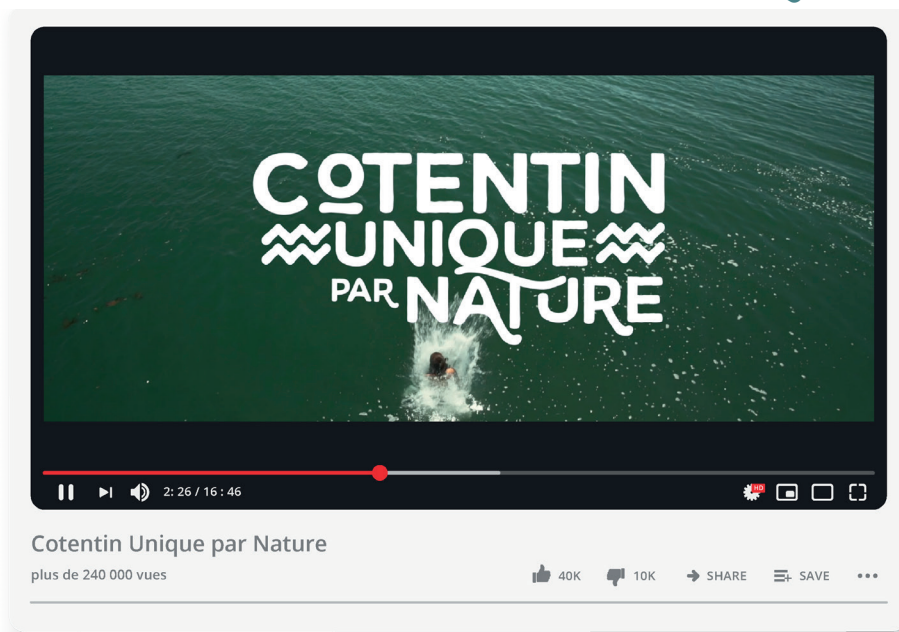 COTENTIN
UNIQUE
PAR NATURE
2:26 / 16:46
HD
Cotentin Unique par Nature
plus de 240 000 vues
40K
10K
SHARE
SAVE